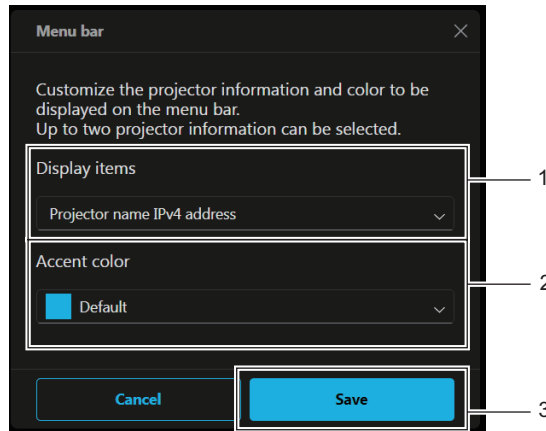 Menu bar
Customize the projector information and color to be
displayed on the menu bar.
Up to two projector information can be selected.
Display items
1
Projector name IPv4 address
Accent color
2
Default
Cancel
Save
3